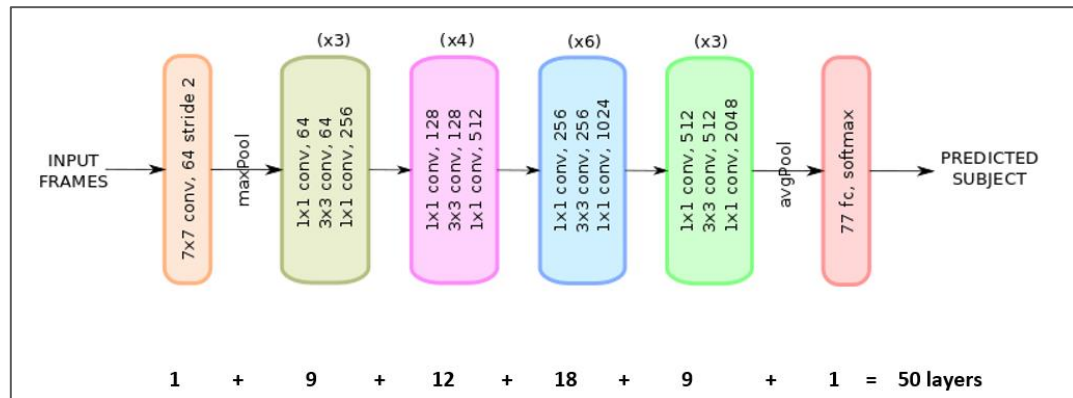 (x3)
(x4)
(x6)
(x3)
INPUT
FRAMES
7x7 conv, 64 stride 2
maxPool
1x1 conv, 64
3x3 conv, 64
1x1 conv, 256
1x1 conv, 128
3x3 conv, 128
1x1 conv, 512
1x1 conv, 256
3x3 conv, 256
1x1 conv, 1024
1x1 conv, 512
3x3 conv, 512
1x1 conv, 2048
avgPool
77 fc, softmax
PREDICTED
SUBJECT
1 + 9 + 12 + 18 + 9 + 1 = 50 layers